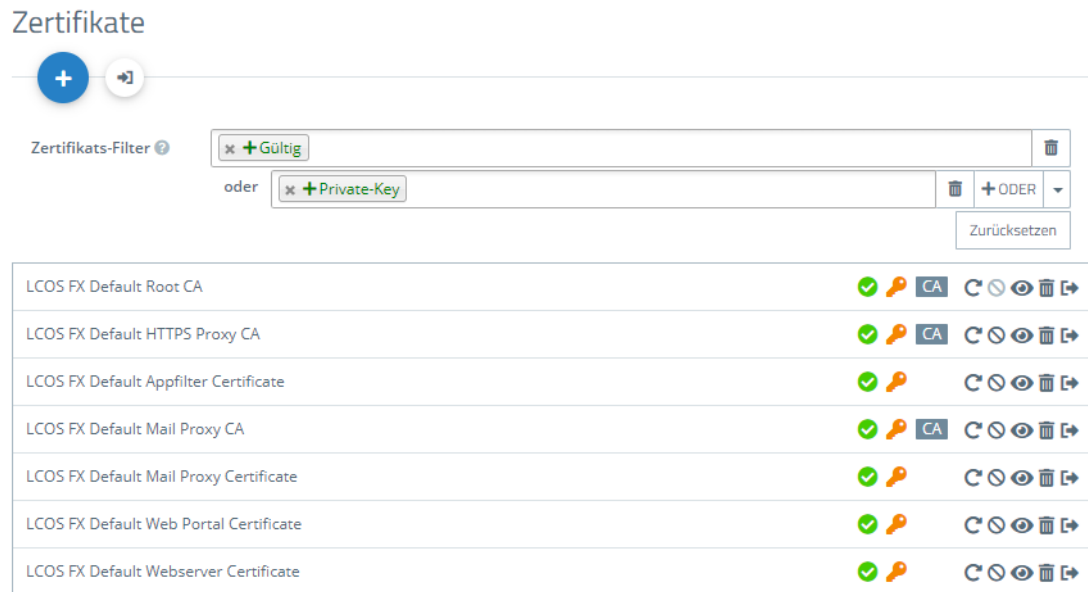 Zertifikate
Zertifikats-Filter ? × +Gültig
oder × +Private-Key + ODER
Zurücksetzen
LCOS FX Default Root CA CA
LCOS FX Default HTTPS Proxy CA CA
LCOS FX Default Appfilter Certificate
LCOS FX Default Mail Proxy CA CA
LCOS FX Default Mail Proxy Certificate
LCOS FX Default Web Portal Certificate
LCOS FX Default Webserver Certificate